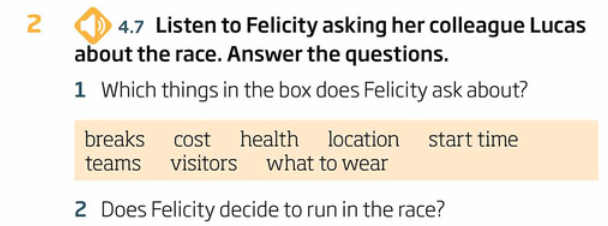 2 4.7 Listen to Felicity asking her colleague Lucas
about the race. Answer the questions.
1 Which things in the box does Felicity ask about?
breaks cost health location start time
teams visitors what to wear
2 Does Felicity decide to run in the race?